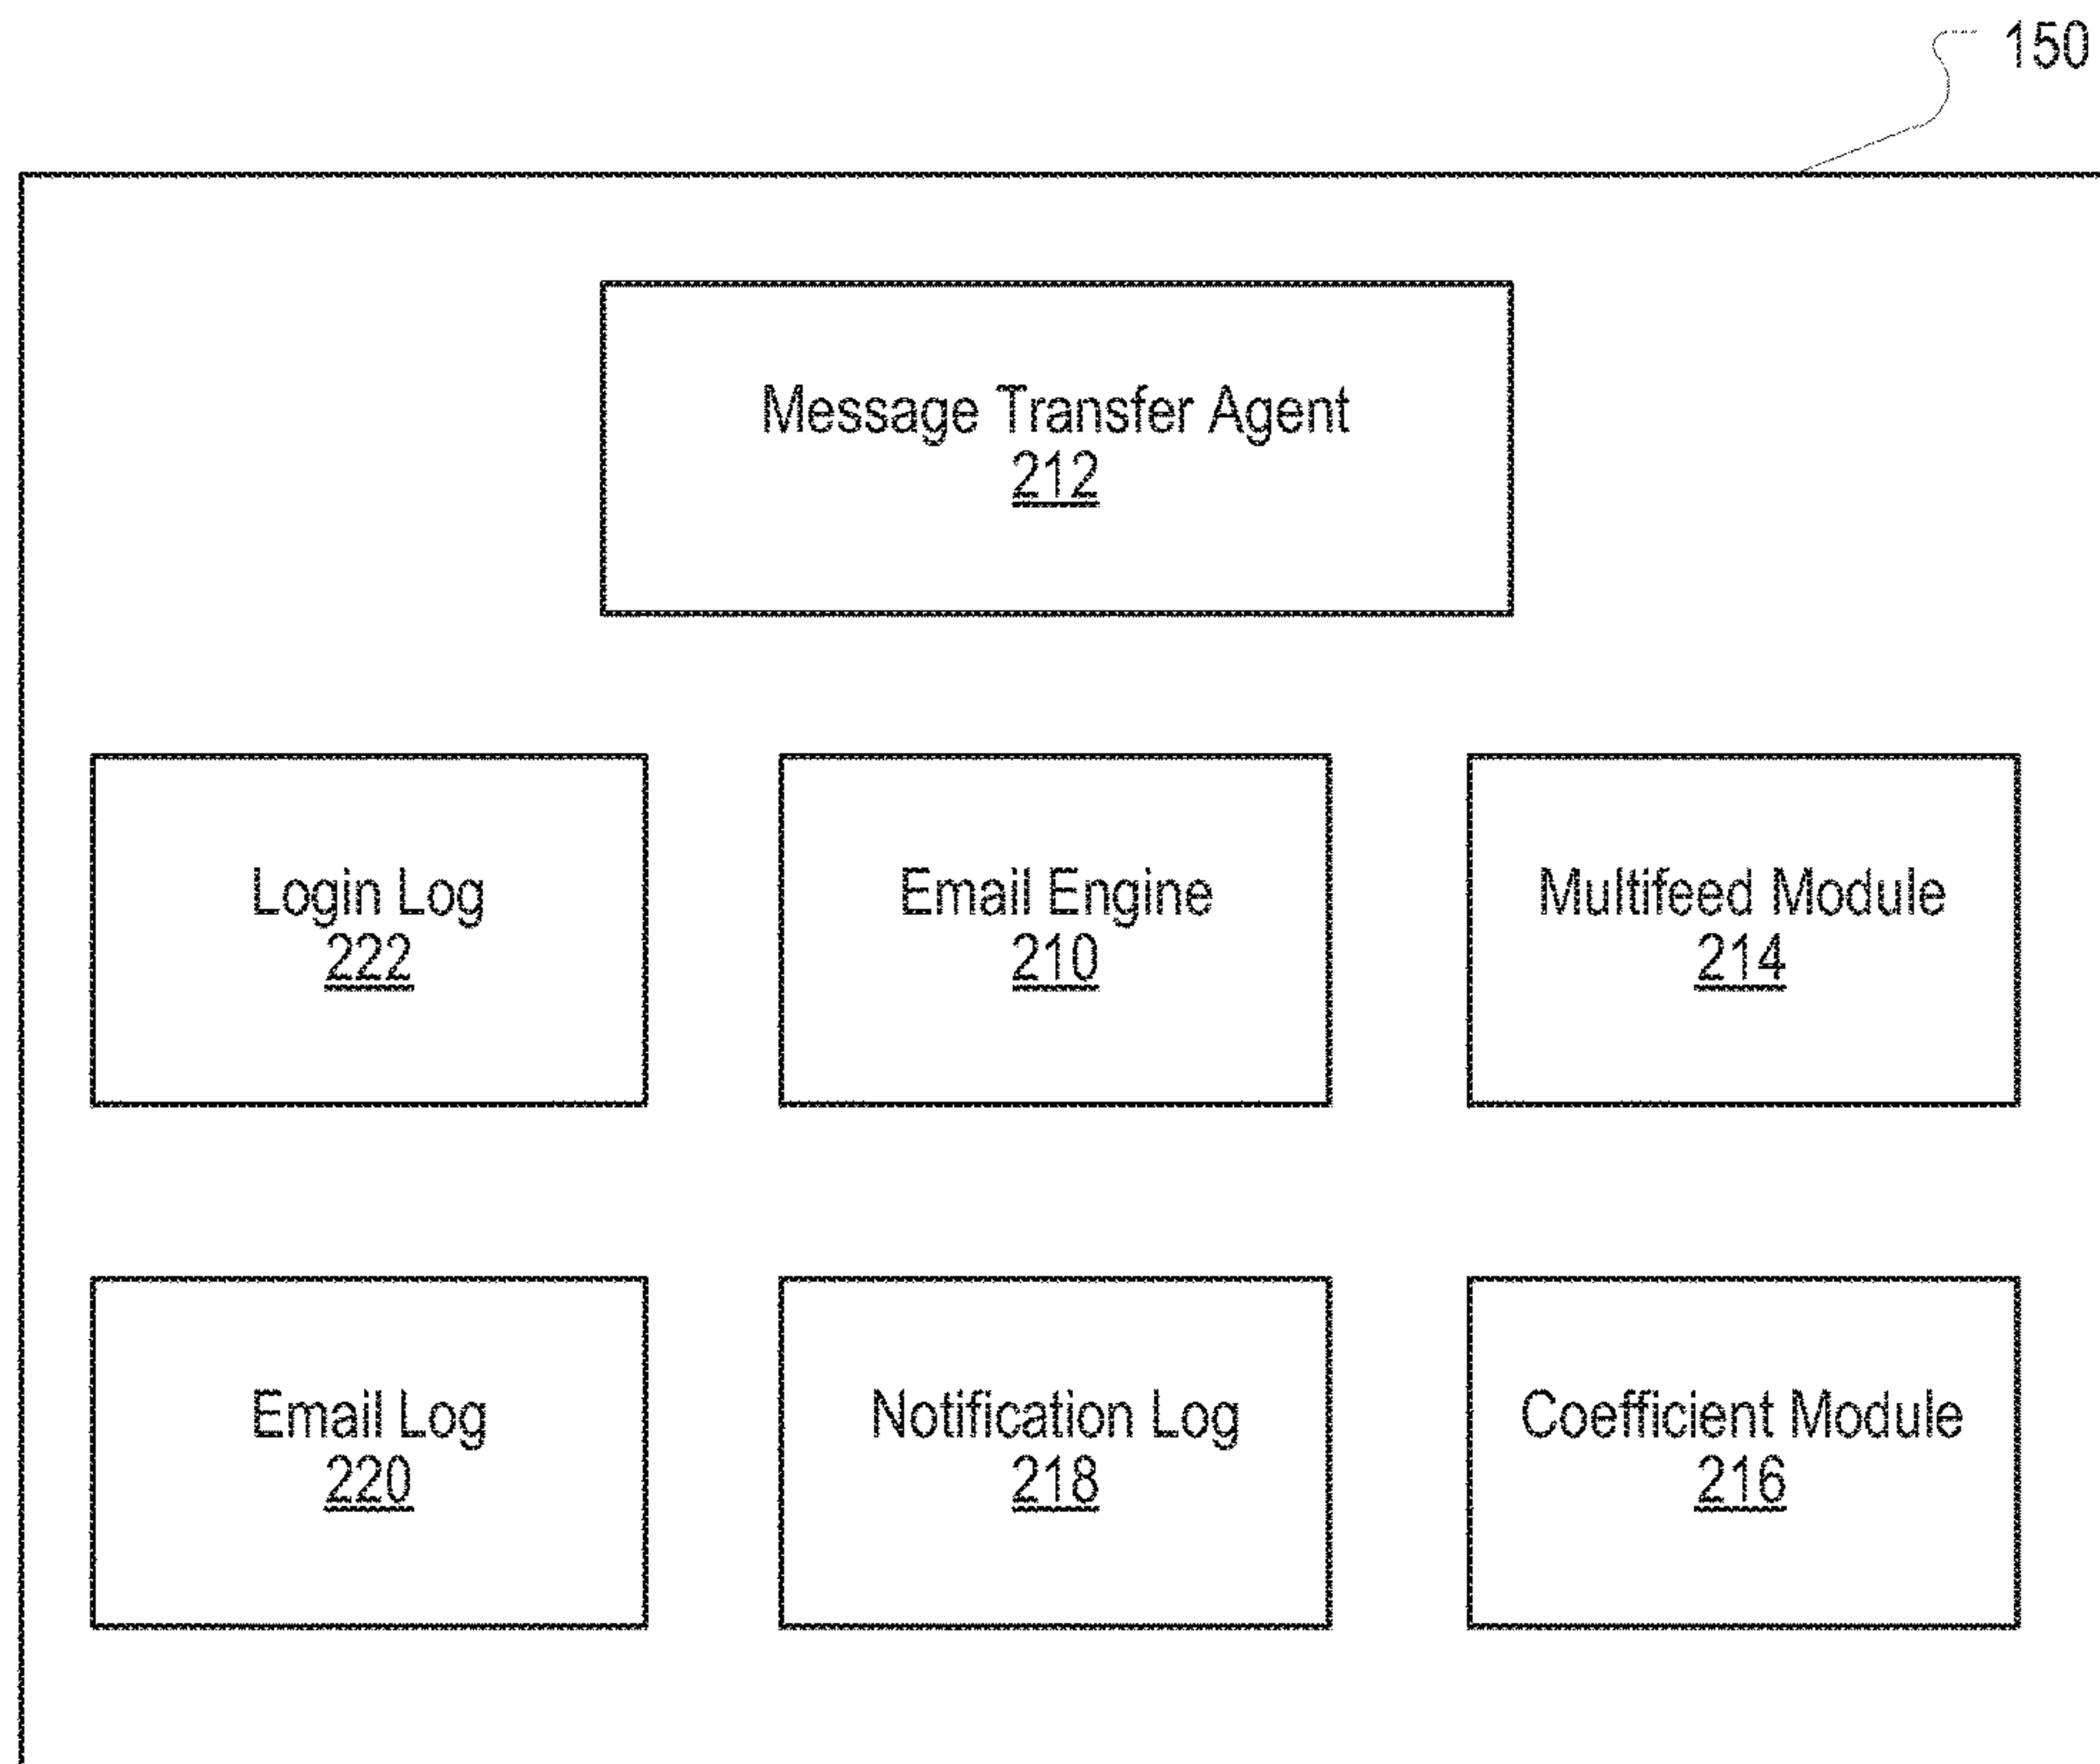 150
Message Transfer Agent
212
Login Log
222
Email Engine
210
Multifeed Module
214
Email Log
220
Notification Log
218
Coefficient Module
216